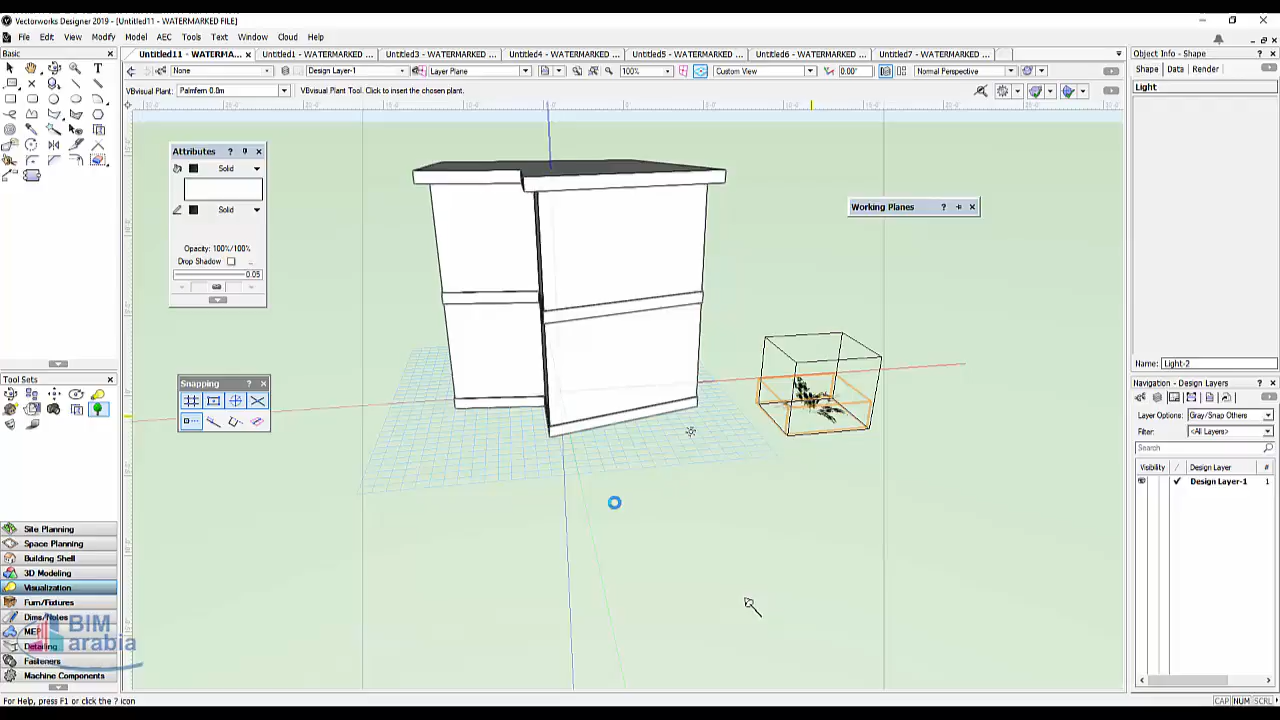 Vectorworks Designer 2019 - [Untitled11 - WATERMARKED FILE]
File Edit View Modify Model AEC Tools Text Window Cloud Help
Basic
Untitled11 - WATERMA... Untitled1 - WATERMARKED ... Untitled3 - WATERMARKED ... Untitled4 - WATERMARKED ... Untitled5 - WATERMARKED ... Untitled6 - WATERMARKED ... Untitled7 - WATERMARKED ...
None Design Layer-1 Layer Plane 100% Custom View 0.00° Normal Perspective
VBvisual Plant: Palmfern 0.8m VBvisual Plant Tool. Click to insert the chosen plant.
Object Info - Shape
Shape Data Render
Light
Attributes
Solid
Solid
Opacity: 100%/100%
Drop Shadow
0.05
Working Planes
Snapping
Name: Light-2
Navigation - Design Layers
Layer Options: Gray/Snap Others
Filter: <All Layers>
Search
Visibility / Design Layer #
Design Layer-1 1
Tool Sets
Site Planning
Space Planning
Building Shell
3D Modeling
Visualization
Furn/Fixtures
Dims/Notes
MEP
Detailing
Fasteners
Machine Components
BIM
arabia
For Help, press F1 or click the ? icon
CAP NUM SCRL